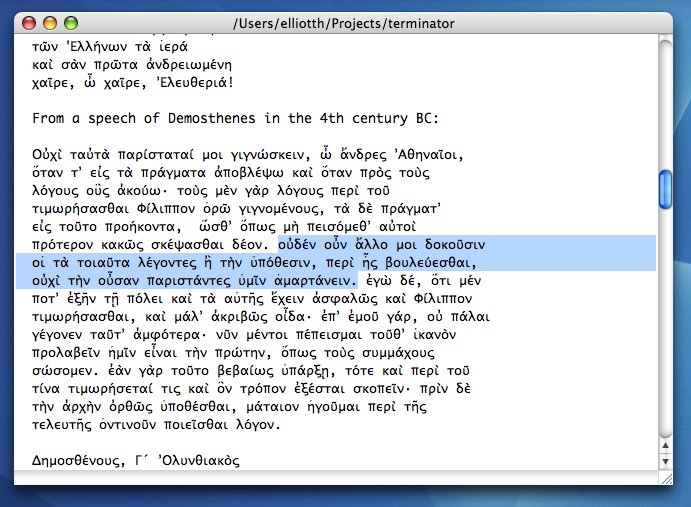 /Users/elliotth/Projects/terminator
τῶν Ἑλλήνων τὰ ἱερά
καὶ σὰν πρῶτα ἀνδρειωμένη
χαῖρε, ὦ χαῖρε, Ἐλευθεριά!
From a speech of Demosthenes in the 4th century BC:
Οὐχὶ ταὐτὰ παρίσταταί μοι γιγνώσκειν, ὦ ἄνδρες Ἀθηναῖοι,
ὅταν τ’ εἰς τὰ πράγματα ἀποβλέψω καὶ ὅταν πρὸς τοὺς
λόγους οὓς ἀκούω· τοὺς μὲν γὰρ λόγους περὶ τοῦ
τιμωρήσασθαι Φίλιππον ὁρῶ γιγνομένους, τὰ δὲ πράγματ’
εἰς τοῦτο προήκοντα,  ὥσθ’ ὅπως μὴ πεισόμεθ’ αὐτοὶ
πρότερον κακῶς σκέψασθαι δέον. οὐδέν οὖν ἄλλο μοι δοκοῦσιν
οἱ τὰ τοιαῦτα λέγοντες ἢ τὴν ὑπόθεσιν, περὶ ἧς βουλεύεσθαι,
οὐχὶ τὴν οὖσαν παριστάντες ὑμῖν ἁμαρτάνειν. ἐγὼ δέ, ὅτι μέν
ποτ’ ἐξῆν τῇ πόλει καὶ τὰ αὑτῆς ἔχειν ἀσφαλῶς καὶ Φίλιππον
τιμωρήσασθαι, καὶ μάλ’ ἀκριβῶς οἶδα· ἐπ’ ἐμοῦ γάρ, οὐ πάλαι
γέγονεν ταῦτ’ ἀμφότερα· νῦν μέντοι πέπεισμαι τοῦθ’ ἱκανὸν
προλαβεῖν ἡμῖν εἶναι τὴν πρώτην, ὅπως τοὺς συμμάχους
σώσομεν. ἐὰν γὰρ τοῦτο βεβαίως ὑπάρξῃ, τότε καὶ περὶ τοῦ
τίνα τιμωρήσεταί τις καὶ ὃν τρόπον ἐξέσται σκοπεῖν· πρὶν δὲ
τὴν ἀρχὴν ὀρθῶς ὑποθέσθαι, μάταιον ἡγοῦμαι περὶ τῆς
τελευτῆς ὁντινοῦν ποιεῖσθαι λόγον.
Δημοσθένους, Γ´ Ὀλυνθιακὸς